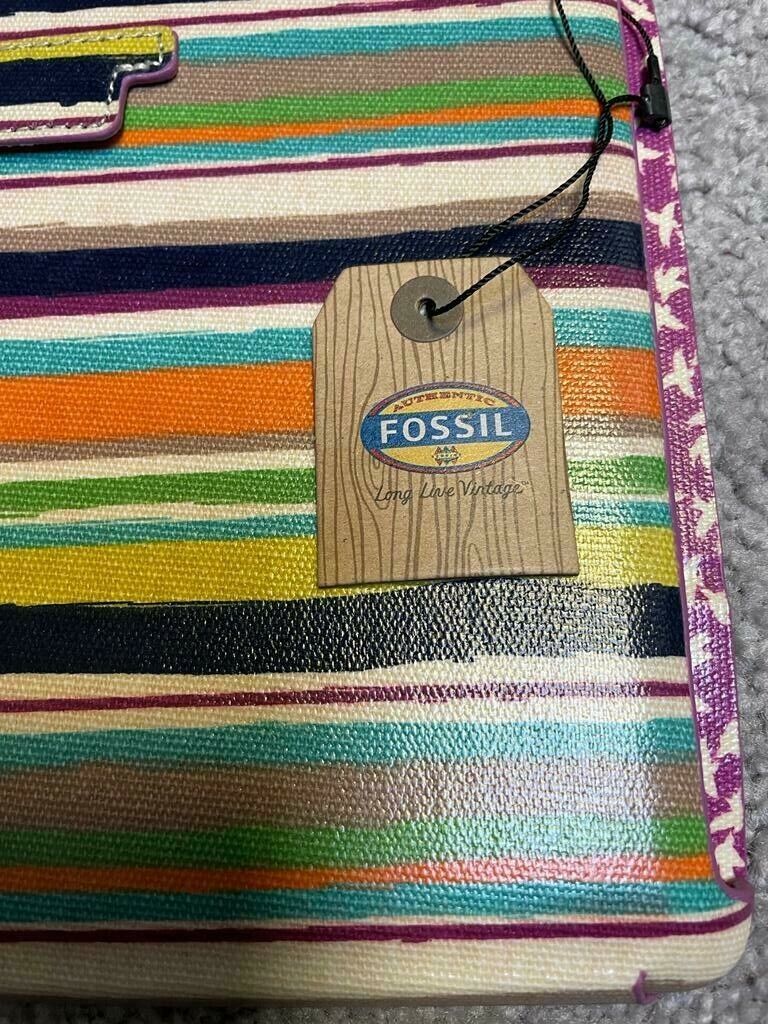 AUTHENTIC
FOSSIL
Long Live Vintage™